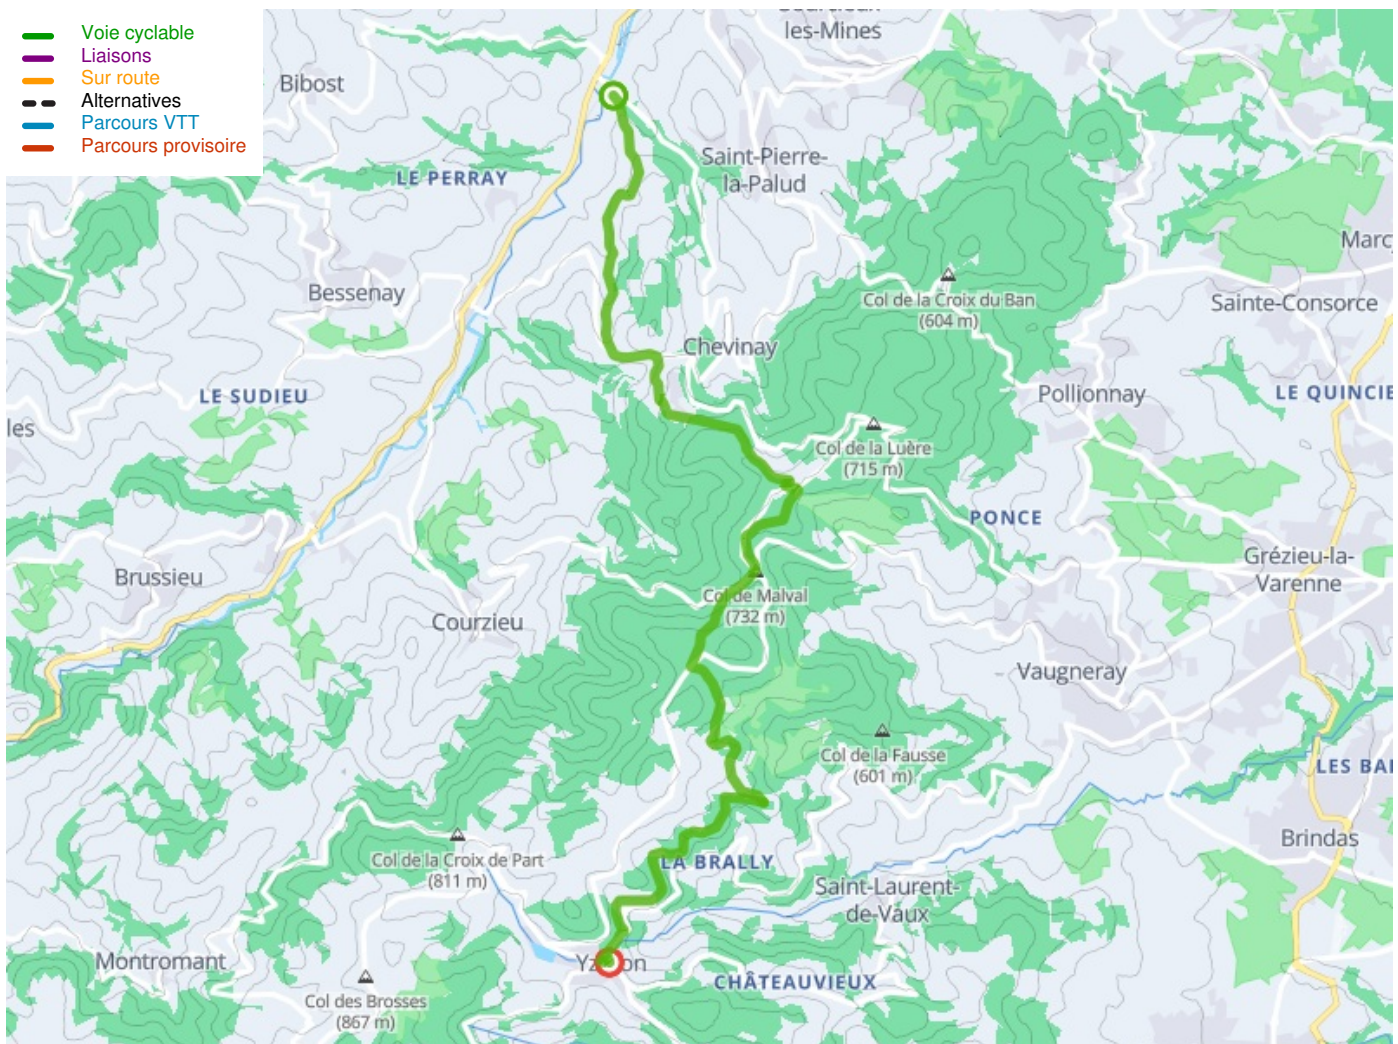 Voie cyclable
Liaisons
Sur route
Alternatives
Parcours VTT
Parcours provisoire
les-Mines
Bibost
Saint-Pierre-
la-Palud
LE PERRAY
Marc
Bessenay
Col de la Croix du Ban
(604 m)
Sainte-Consorce
Chevinay
LE SUDIEU
Pollionnay
LE QUINCIE
les
Col de la Luère
(715 m)
PONCE
Grézieu-la-
Varenne
Brussieu
Col de Malval
(732 m)
Courzieu
Vaugneray
Col de la Fausse
(601 m)
LES BA
Brindas
Col de la Croix de Part
(811 m)
LA BRALLY
Saint-Laurent-
de-Vaux
Montromant
Yz on
CHÂTEAUVIEUX
Col des Brosses
(867 m)